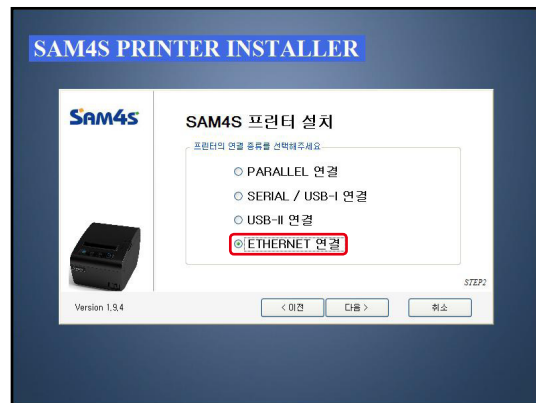 SAM4S PRINTER INSTALLER
SAM4S
SAM4S 프린터 설치
프린터의 연결 종류를 선택해주세요
PARALLEL 연결
SERIAL / USB-I 연결
USB-II 연결
ETHERNET 연결
STEP2
Version 1.9.4
< 이전
다음 >
취소